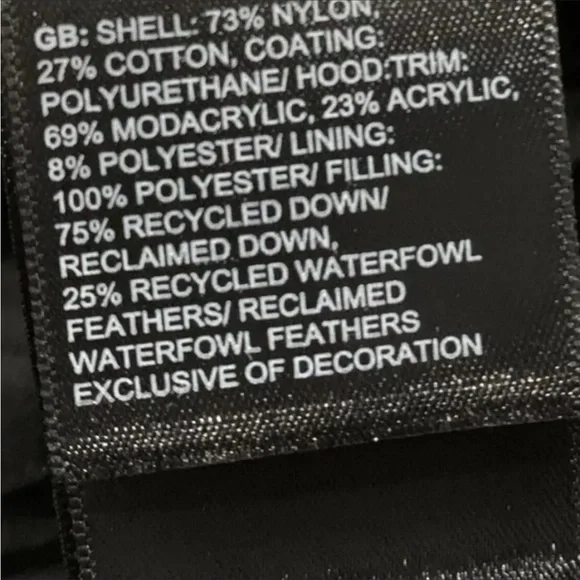 GB: SHELL: 73% NYLON,
27% COTTON, COATING:
POLYURETHANE/ HOOD:TRIM:
69% MODACRYLIC, 23% ACRYLIC,
8% POLYESTER/ LINING:
100% POLYESTER/ FILLING:
75% RECYCLED DOWN/
RECLAIMED DOWN,
25% RECYCLED WATERFOWL
FEATHERS/ RECLAIMED
WATERFOWL FEATHERS
EXCLUSIVE OF DECORATION